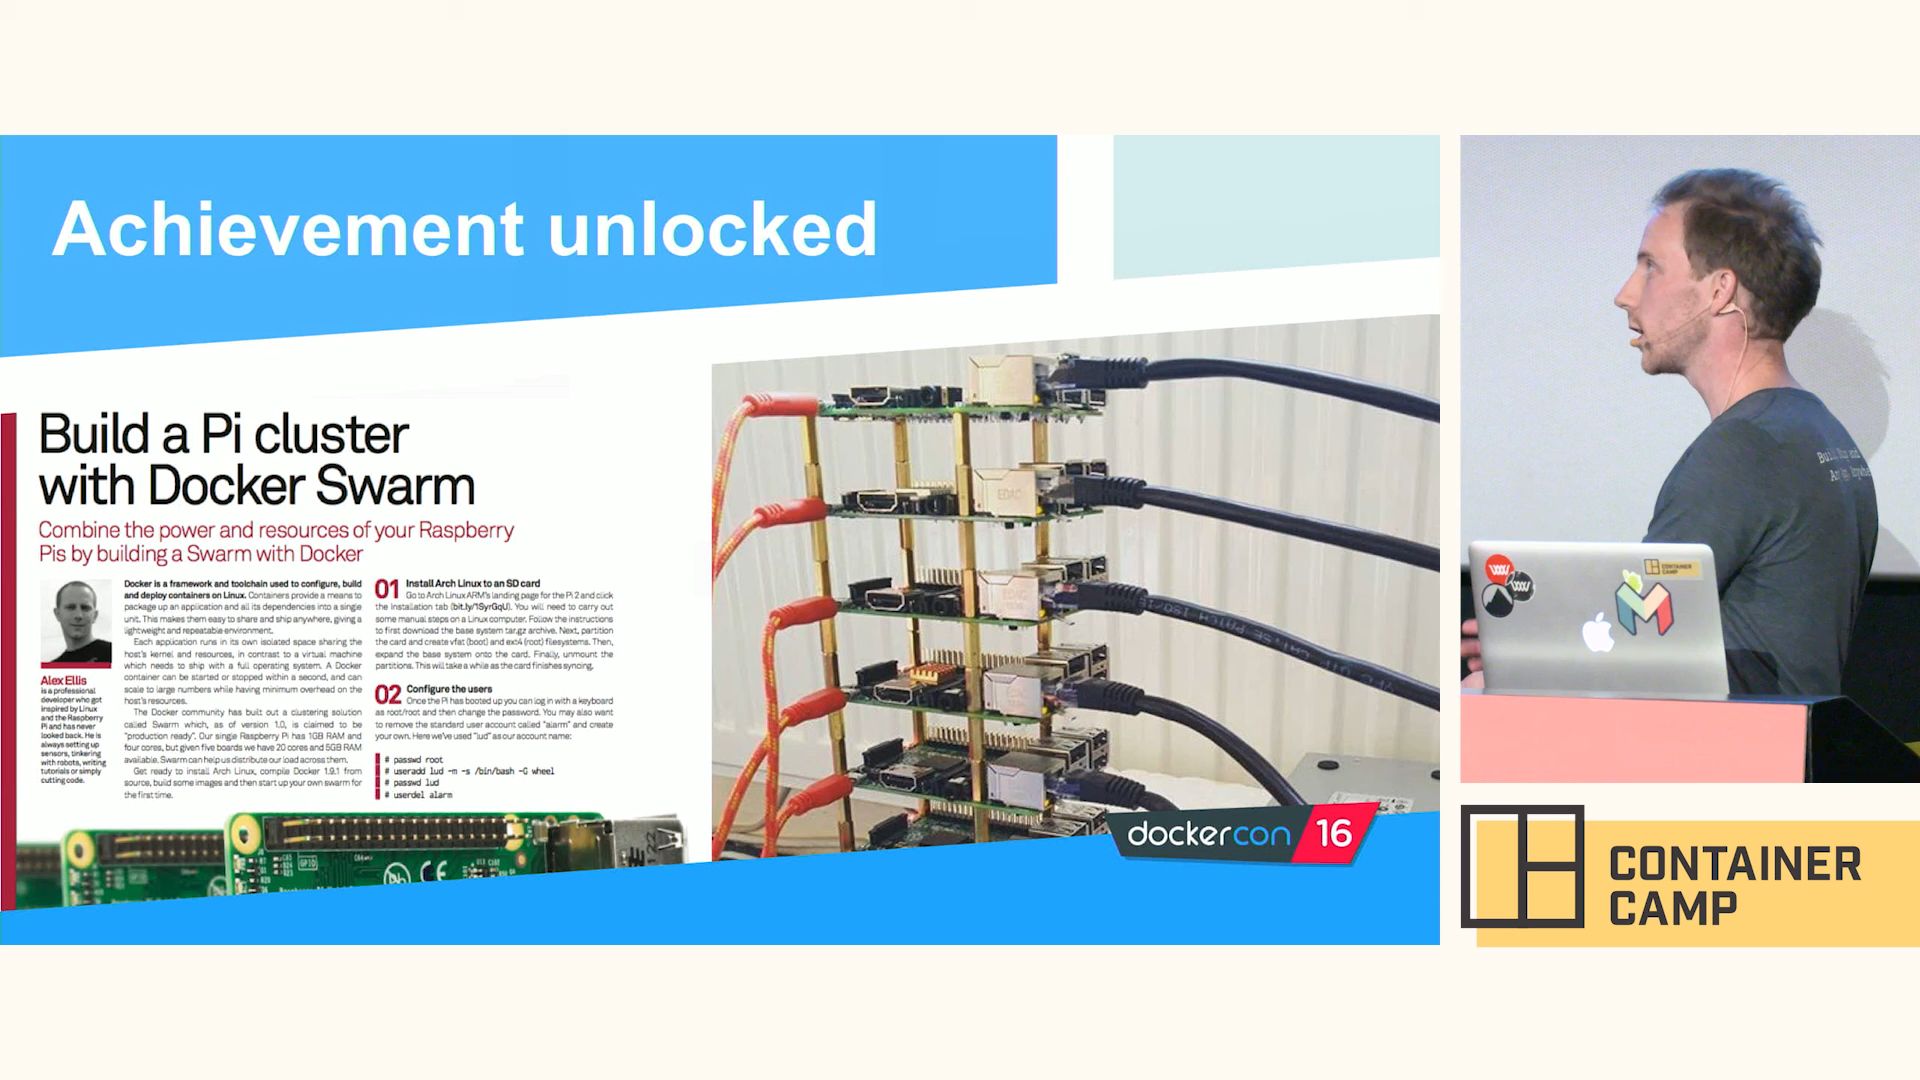 Achievement unlocked
Build a Pi cluster
with Docker Swarm
Combine the power and resources of your Raspberry
Pis by building a Swarm with Docker
Alex Ellis
is a professional
developer who got
inspired by Linux
and the Raspberry
Pi and has never
looked back. He is
always setting up
sensors, tinkering
with robots, writing
tutorials or simply
cutting code.
Docker is a framework and toolchain used to configure, build
and deploy containers on Linux. Containers provide a means to
package up an application and all its dependencies into a single
unit. This makes them easy to share and ship anywhere, giving a
lightweight and repeatable environment.
Each application runs in its own isolated space sharing the
host's kernel and resources, in contrast to a virtual machine
which needs to ship with a full operating system. A Docker
container can be started or stopped within a second, and can
scale to large numbers while having minimum overhead on the
host's resources.
The Docker community has built out a clustering solution
called Swarm which, as of version 1.0, is claimed to be
"production ready". Our single Raspberry Pi has 1GB RAM and
four cores, but given five boards we have 20 cores and 5GB RAM
available. Swarm can help us distribute our load across them.
Get ready to install Arch Linux, compile Docker 1.9.1 from
source, build some images and then start up your own swarm for
the first time.
01 Install Arch Linux to an SD card
Go to Arch Linux ARM's landing page for the Pi 2 and click
the Installation tab (bit.ly/1SyrGqU). You will need to carry out
some manual steps on a Linux computer. Follow the instructions
to first download the base system tar.gz archive. Next, partition
the card and create vfat (boot) and ext4 (root) filesystems. Then,
expand the base system onto the card. Finally, unmount the
partitions. This will take a while as the card finishes syncing.
02 Configure the users
Once the Pi has booted up you can log in with a keyboard
as root/root and then change the password. You may also want
to remove the standard user account called "alarm" and create
your own. Here we've used "lud" as our account name:
# passwd root
# useradd lud -m -s /bin/bash -G wheel
# passwd lud
# userdel alarm
GPIO
EDAC
dockercon 16
CONTAINER
CAMP
CONTAINER
CAMP